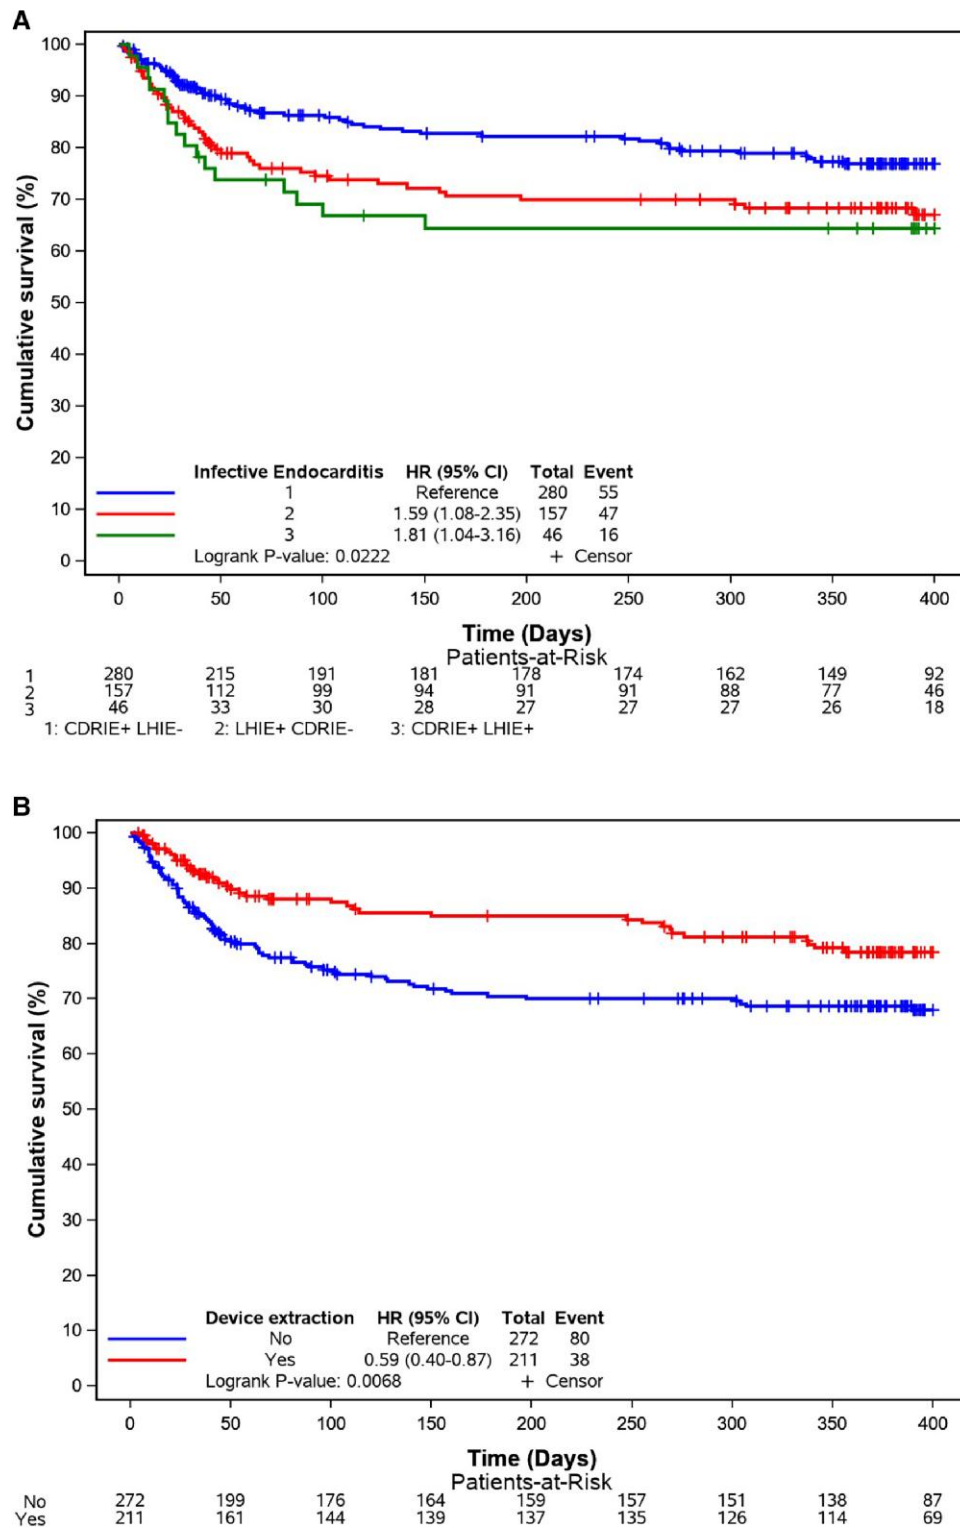 A
100
90
80
70
60
50
40
30
20
10
0
Cumulative survival (%)
Infective Endocarditis HR (95% CI) Total Event
1 Reference 280 55
2 1.59 (1.08-2.35) 157 47
3 1.81 (1.04-3.16) 46 16
Logrank P-value: 0.0222 + Censor
0 50 100 150 200 250 300 350 400
Time (Days)
Patients-at-Risk
1 280 215 191 181 178 174 162 149 92
2 157 112 99 94 91 91 88 77 46
3 46 33 30 28 27 27 27 26 18
1: CDRIE+ LHIE- 2: LHIE+ CDRIE- 3: CDRIE+ LHIE+
B
100
90
80
70
60
50
40
30
20
10
0
Cumulative survival (%)
Device extraction HR (95% CI) Total Event
No Reference 272 80
Yes 0.59 (0.40-0.87) 211 38
Logrank P-value: 0.0068 + Censor
0 50 100 150 200 250 300 350 400
Time (Days)
Patients-at-Risk
No 272 199 176 164 159 157 151 138 87
Yes 211 161 144 139 137 135 126 114 69